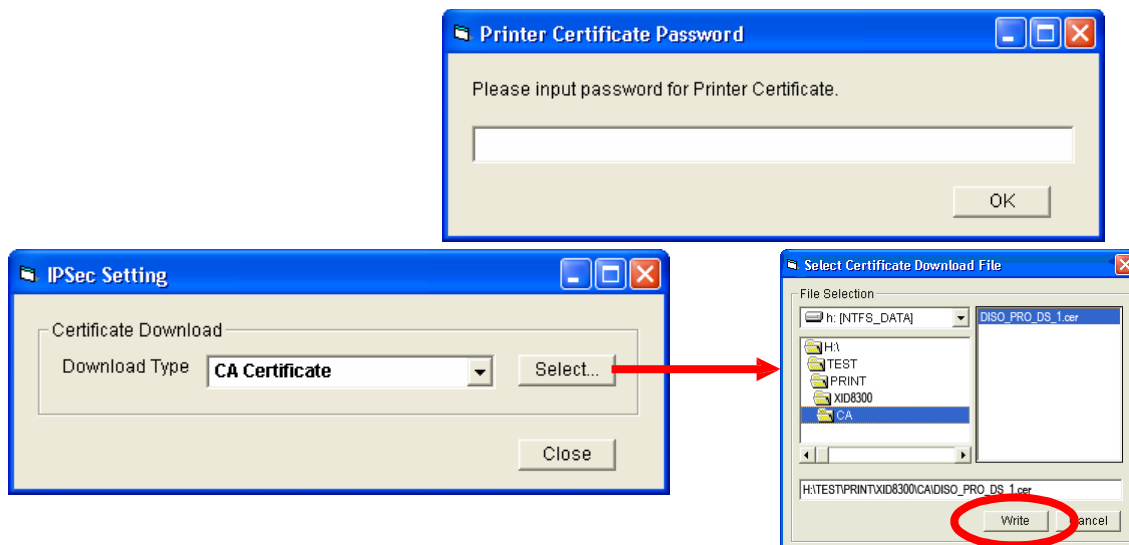 Printer Certificate Password
Please input password for Printer Certificate.
OK
IPSec Setting
Certificate Download
Download Type CA Certificate Select...
Close
Select Certificate Download File
File Selection
h: [NTFS_DATA] DISO_PRO_DS_1.cer
H:\
TEST
PRINT
XID8300
CA
H:\TEST\PRINT\XID8300\CA\DISO_PRO_DS_1.cer
Write Cancel